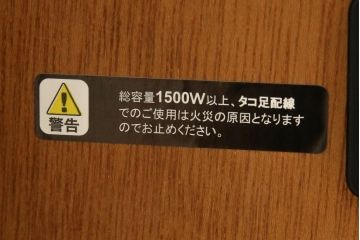 警告
総容量1500W以上、タコ足配線
でのご使用は火災の原因となります
のでお止めください。